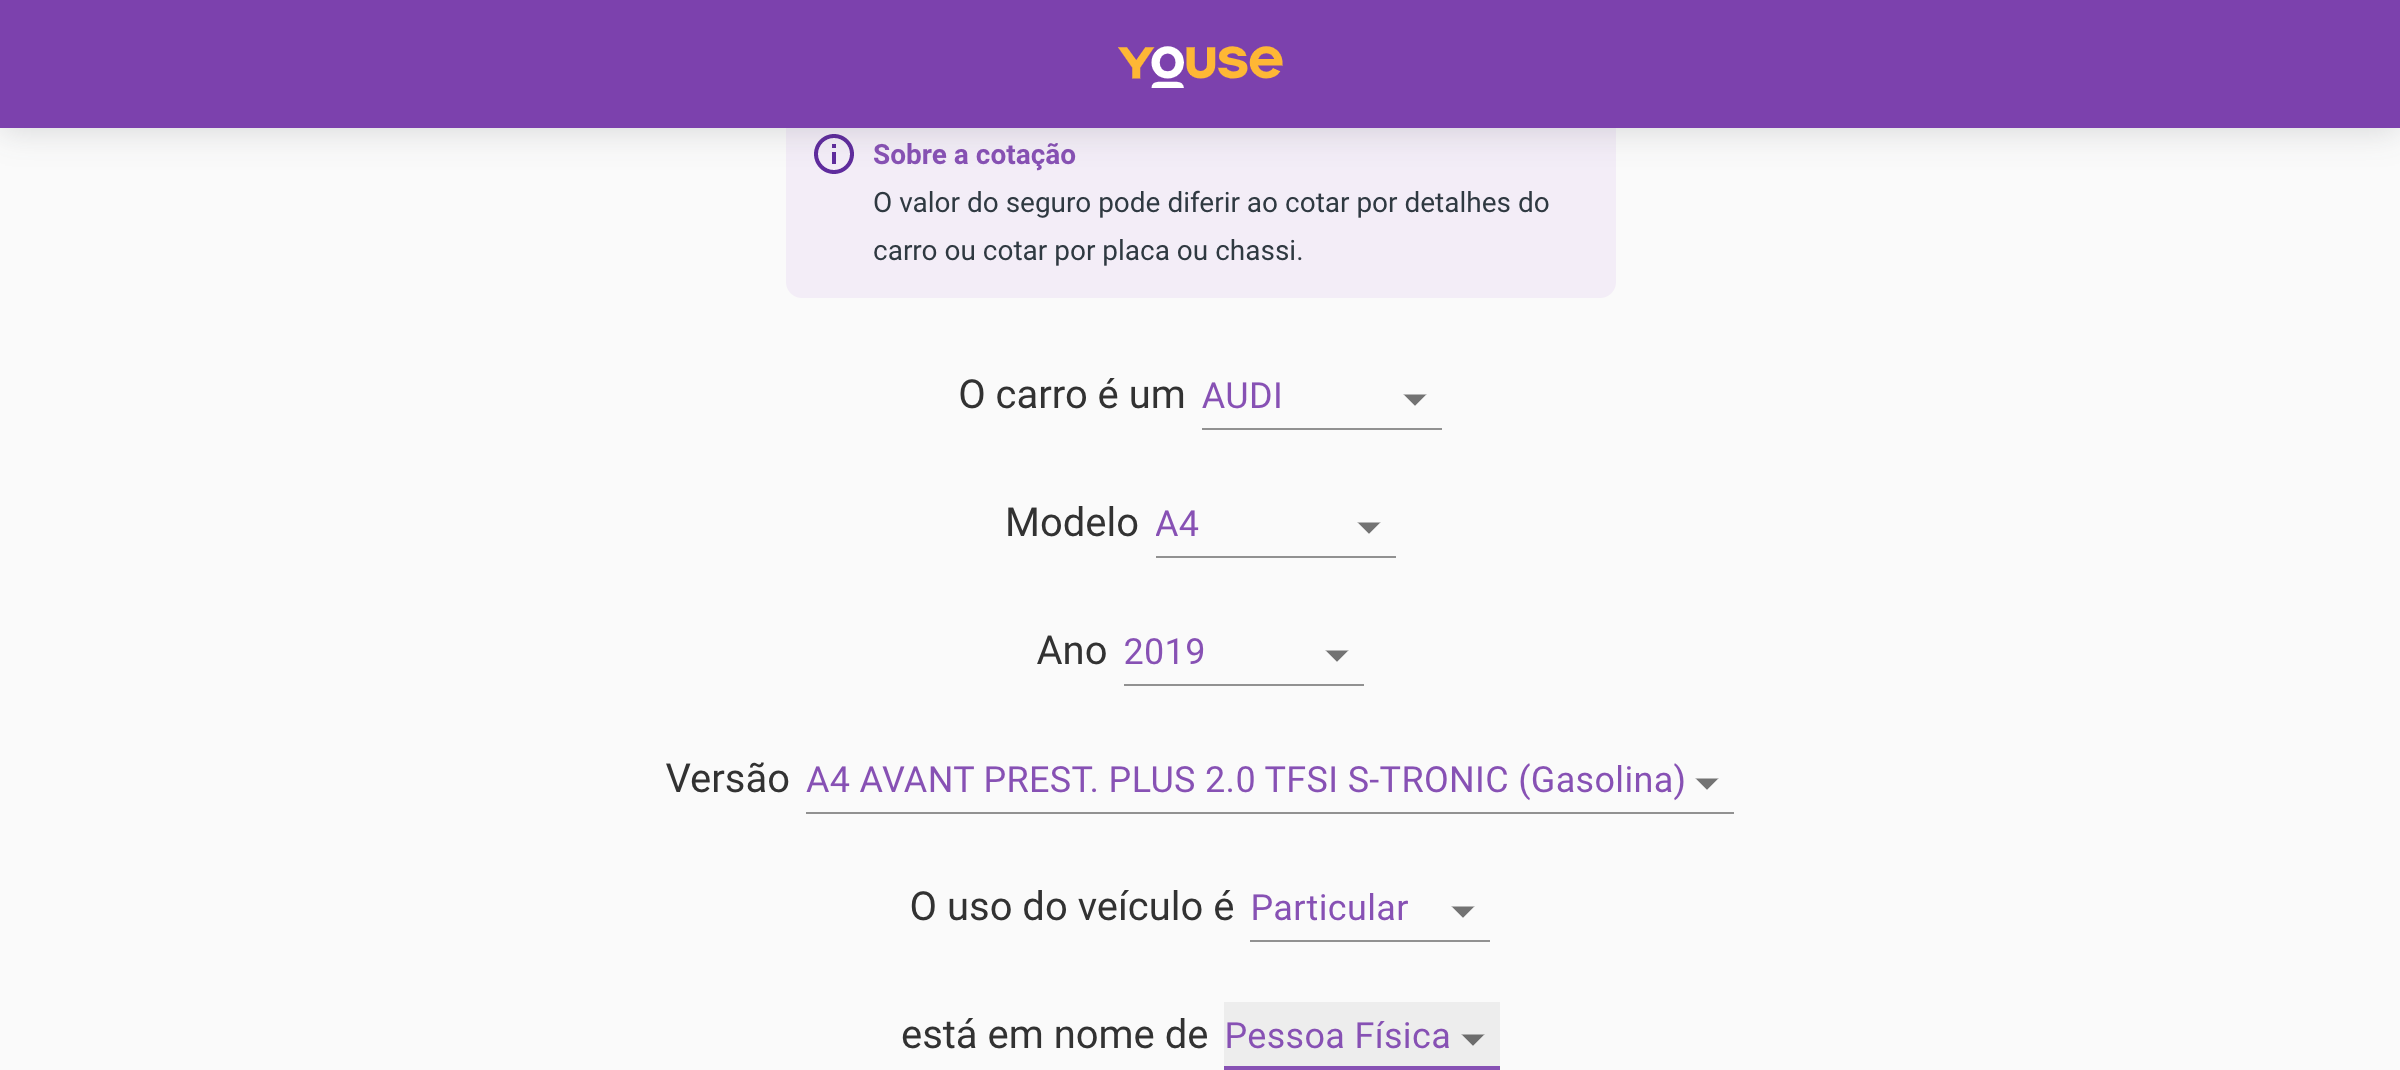 YOUSE
Sobre a cotação
O valor do seguro pode diferir ao cotar por detalhes do
carro ou cotar por placa ou chassi.
O carro é um AUDI
Modelo A4
Ano 2019
Versão A4 AVANT PREST. PLUS 2.0 TFSI S-TRONIC (Gasolina)
O uso do veículo é Particular
está em nome de Pessoa Física